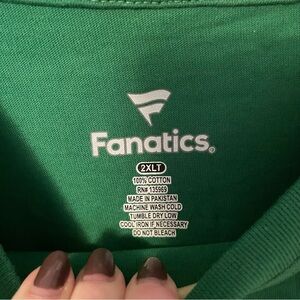 Fanatics.
2XLT
100% COTTON
RN# 135969
MADE IN PAKISTAN
MACHINE WASH COLD
TUMBLE DRY LOW
COOL IRON IF NECESSARY
DO NOT BLEACH